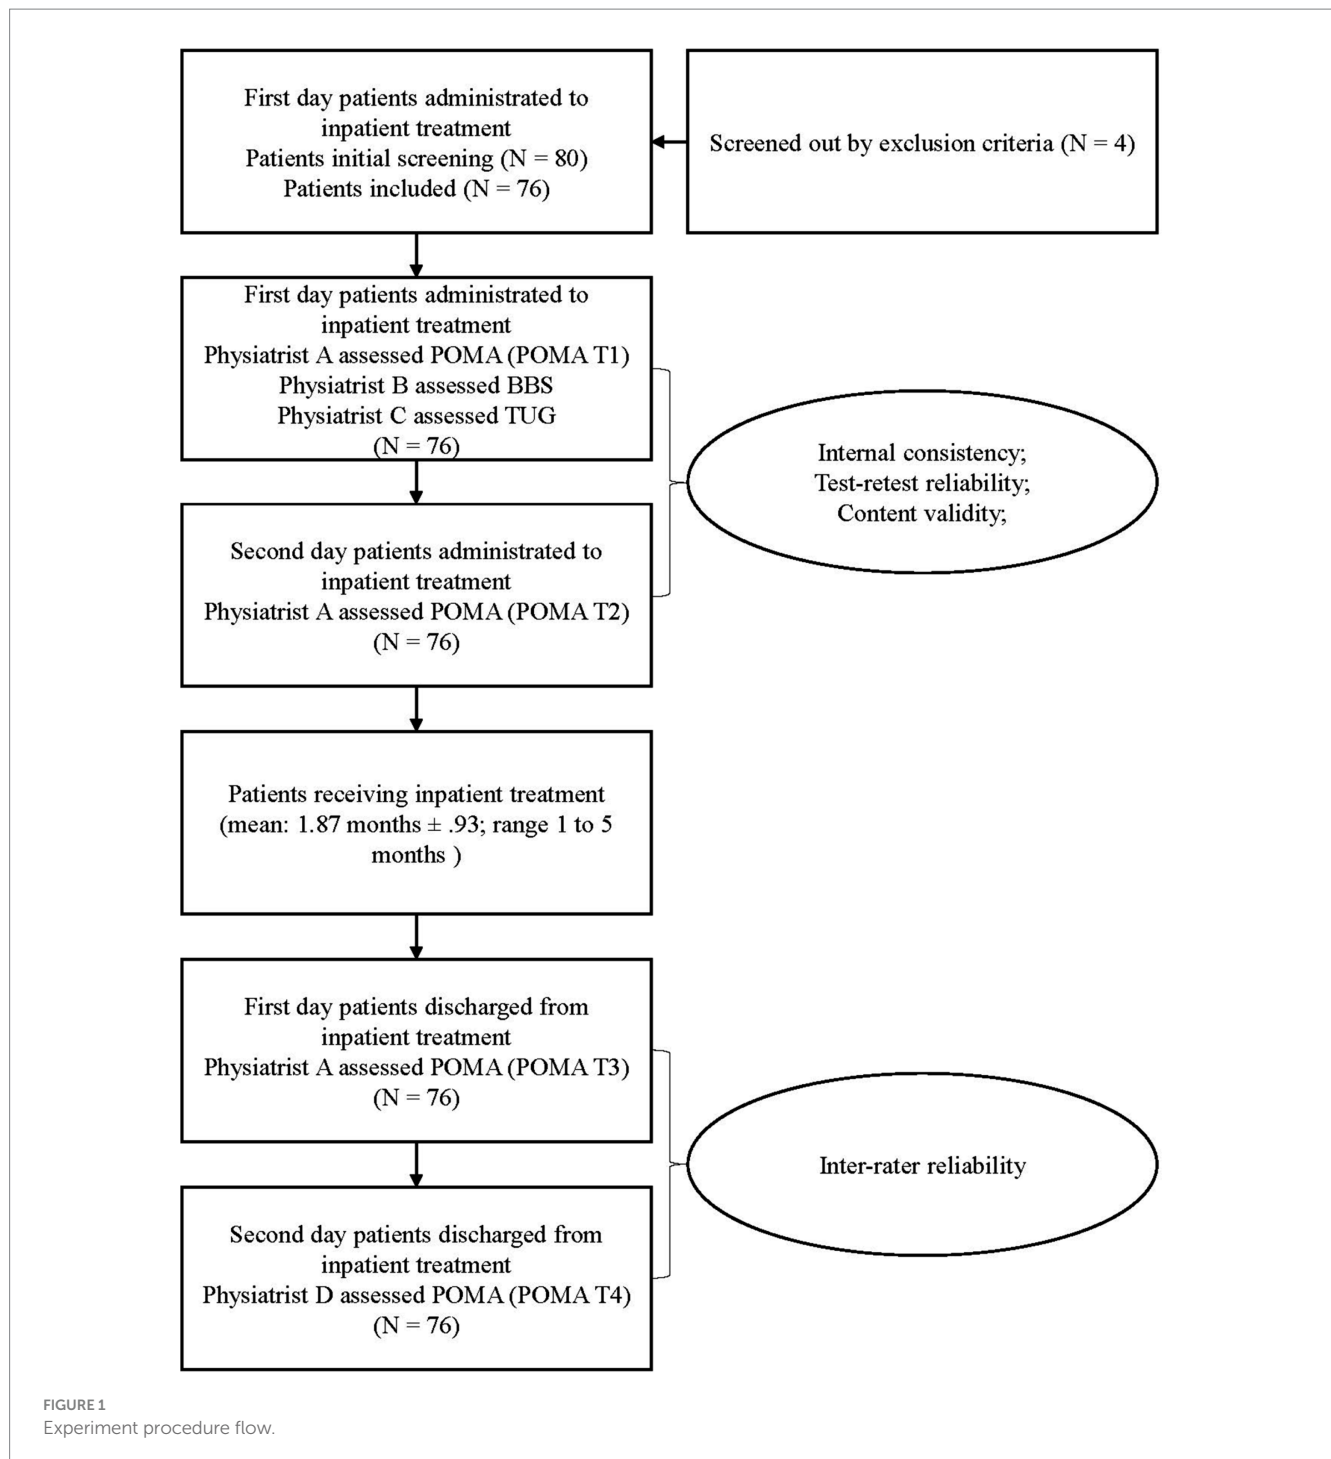 First day patients administrated to
inpatient treatment
Patients initial screening (N = 80)
Patients included (N = 76)
Screened out by exclusion criteria (N = 4)
First day patients administrated to
inpatient treatment
Physiatrist A assessed POMA (POMA T1)
Physiatrist B assessed BBS
Physiatrist C assessed TUG
(N = 76)
Internal consistency;
Test-retest reliability;
Content validity;
Second day patients administrated to
inpatient treatment
Physiatrist A assessed POMA (POMA T2)
(N = 76)
Patients receiving inpatient treatment
(mean: 1.87 months ± .93; range 1 to 5
months )
First day patients discharged from
inpatient treatment
Physiatrist A assessed POMA (POMA T3)
(N = 76)
Inter-rater reliability
Second day patients discharged from
inpatient treatment
Physiatrist D assessed POMA (POMA T4)
(N = 76)
FIGURE 1
Experiment procedure flow.